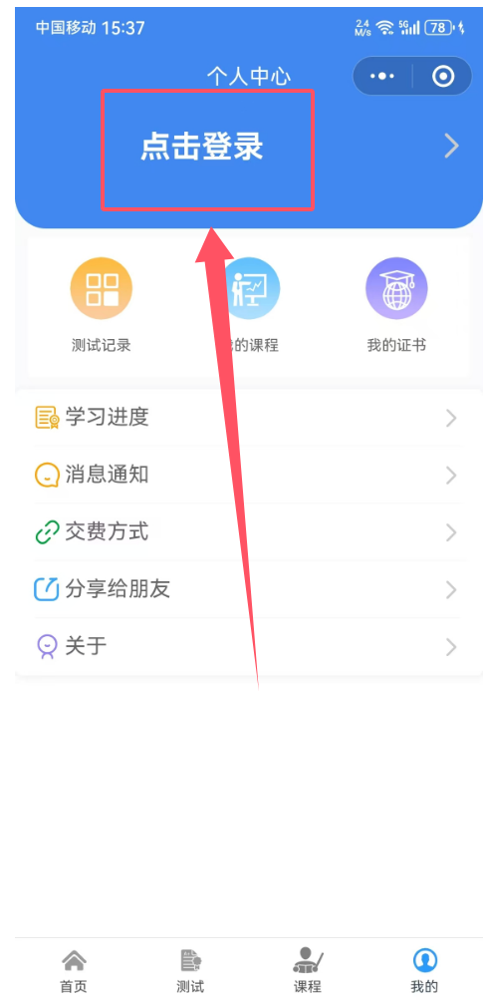 中国移动 15:37 2.4 M/s 5G 78
个人中心
点击登录
测试记录 我的课程 我的证书
学习进度
消息通知
交费方式
分享给朋友
关于
首页 测试 课程 我的